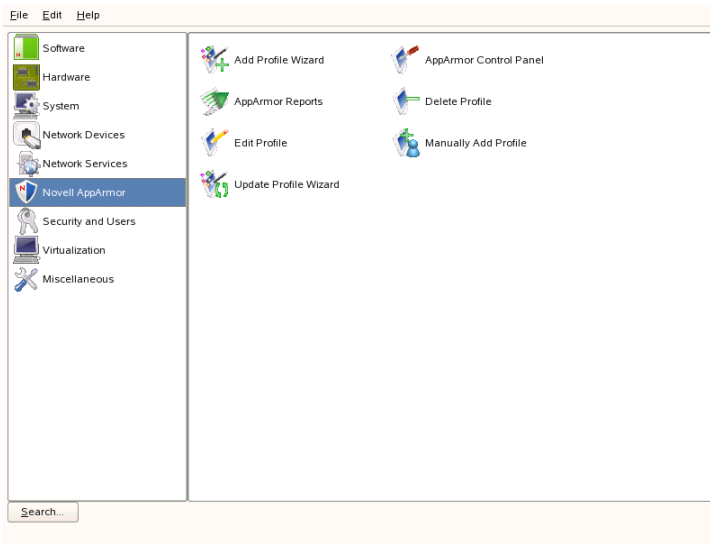 File Edit Help
Software
Hardware
System
Network Devices
Network Services
Novell AppArmor
Security and Users
Virtualization
Miscellaneous
Add Profile Wizard
AppArmor Control Panel
AppArmor Reports
Delete Profile
Edit Profile
Manually Add Profile
Update Profile Wizard
Search...